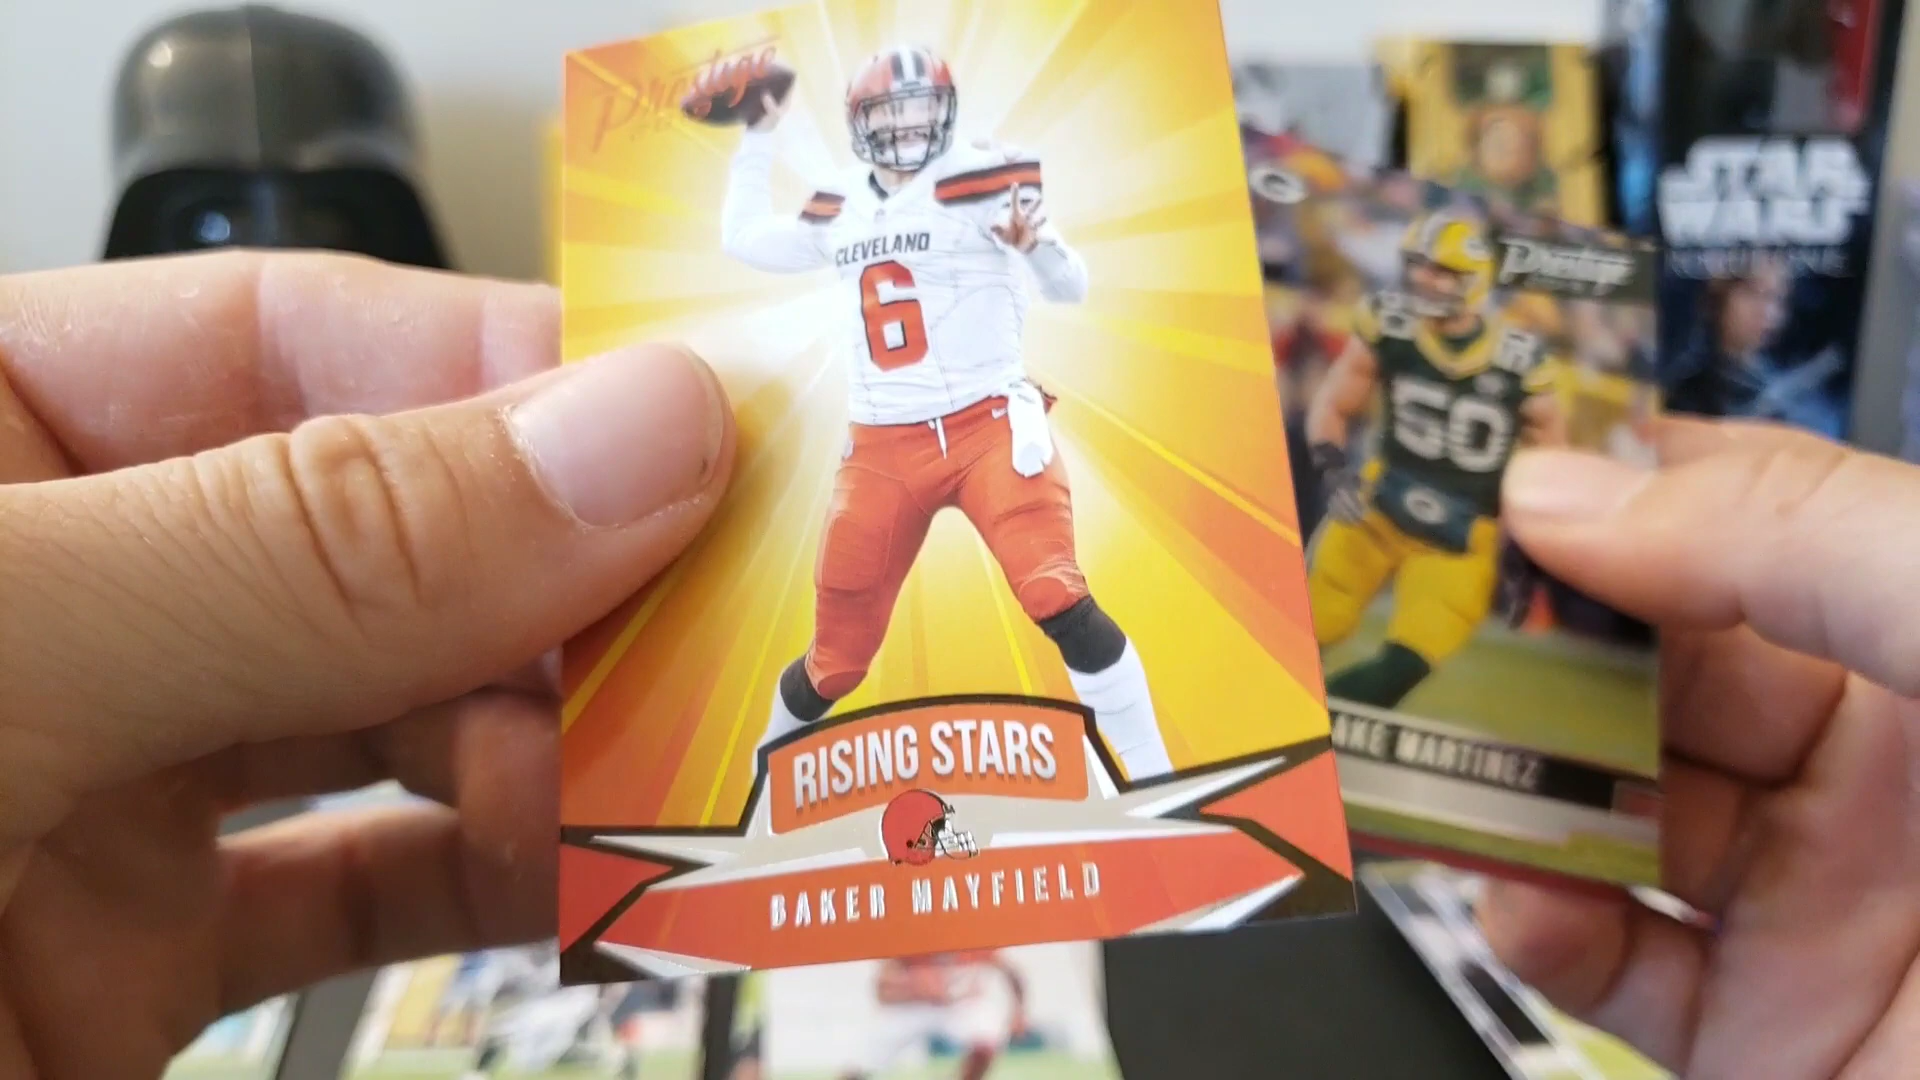 Prestige
CLEVELAND
6
RISING STARS
BAKER MAYFIELD
Prestige
50
AKE MARTINEZ
STAR
WARS